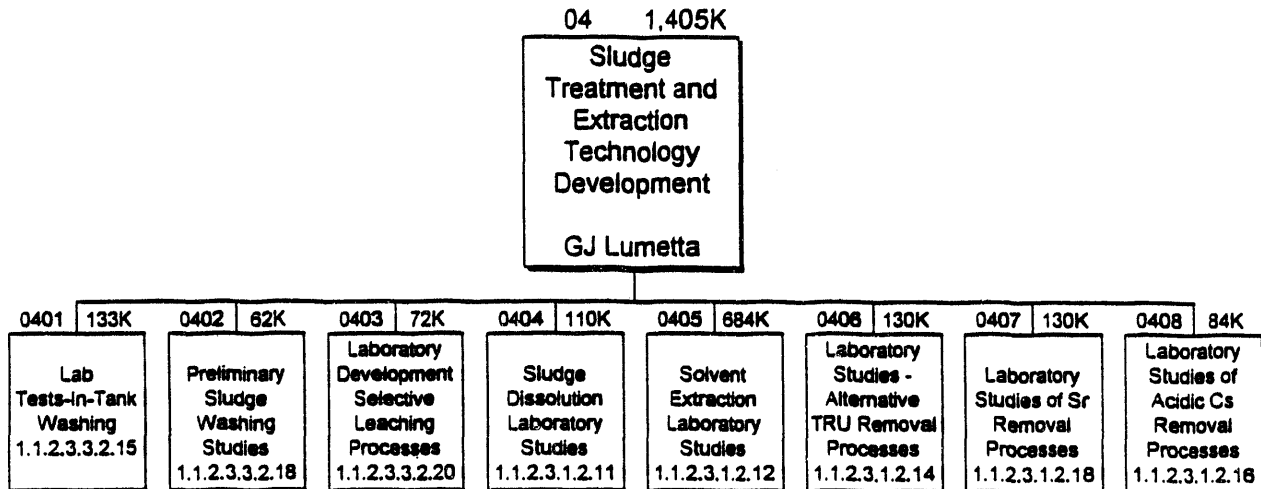 04 1,405K
Sludge
Treatment and
Extraction
Technology
Development
GJ Lumetta
0401 133K
Lab
Tests-in-Tank
Washing
1.1.2.3.3.2.15
0402 62K
Preliminary
Sludge
Washing
Studies
1.1.2.3.3.2.18
0403 72K
Laboratory
Development
Selective
Leaching
Processes
1.1.2.3.3.2.20
0404 110K
Sludge
Dissolution
Laboratory
Studies
1.1.2.3.1.2.11
0405 684K
Solvent
Extraction
Laboratory
Studies
1.1.2.3.1.2.12
0406 130K
Laboratory
Studies -
Alternative
TRU Removal
Processes
1.1.2.3.1.2.14
0407 130K
Laboratory
Studies of Sr
Removal
Processes
1.1.2.3.1.2.18
0408 84K
Laboratory
Studies of
Acidic Cs
Removal
Processes
1.1.2.3.1.2.16